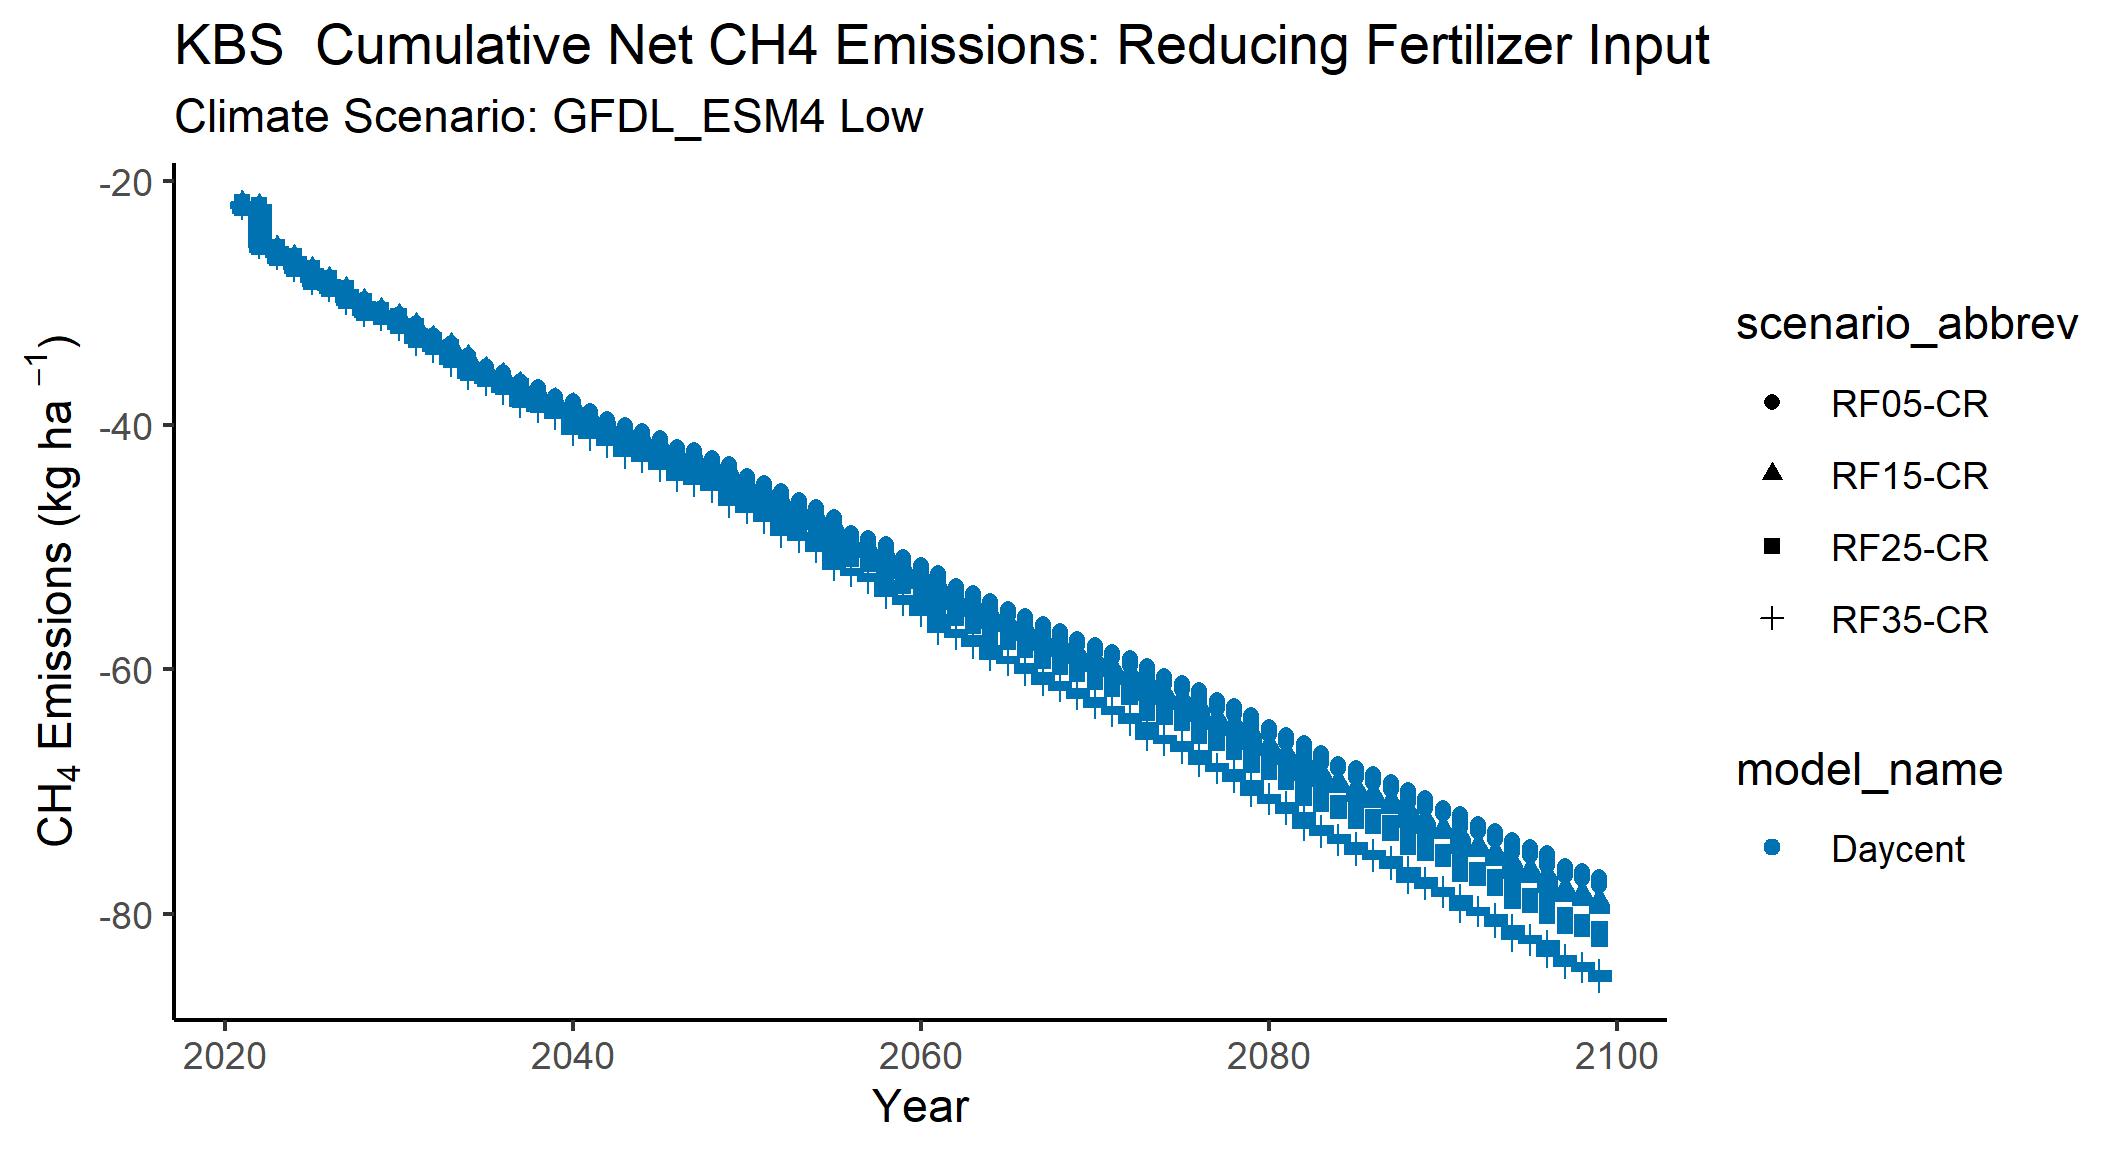 KBS  Cumulative Net CH4 Emissions: Reducing Fertilizer Input
Climate Scenario: GFDL_ESM4 Low
-20
-40
-60
-80
CH₄ Emissions (kg ha ⁻¹)
2020 2040 2060 2080 2100
Year
scenario_abbrev
RF05-CR
RF15-CR
RF25-CR
RF35-CR
model_name
Daycent